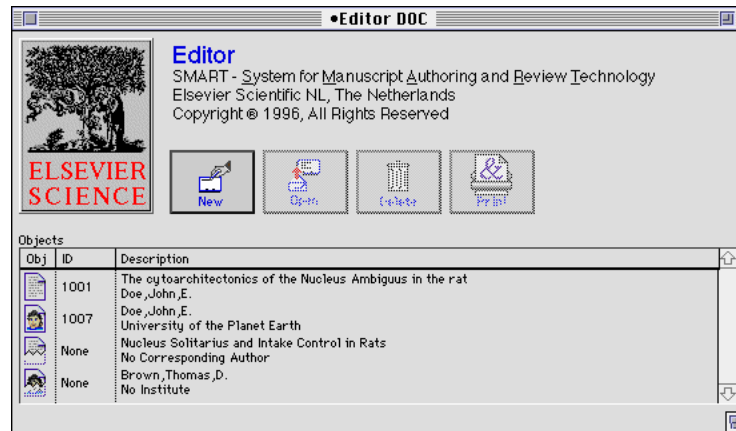 •Editor DOC
ELSEVIER
SCIENCE
Editor
SMART - System for Manuscript Authoring and Review Technology
Elsevier Scientific NL, The Netherlands
Copyright © 1996, All Rights Reserved
New
Open
Delete
Print
Objects
Obj ID Description
1001 The cytoarchitectonics of the Nucleus Ambiguus in the rat
Doe,John,E.
1007 Doe,John,E.
University of the Planet Earth
None Nucleus Solitarius and Intake Control in Rats
No Corresponding Author
None Brown,Thomas,D.
No Institute